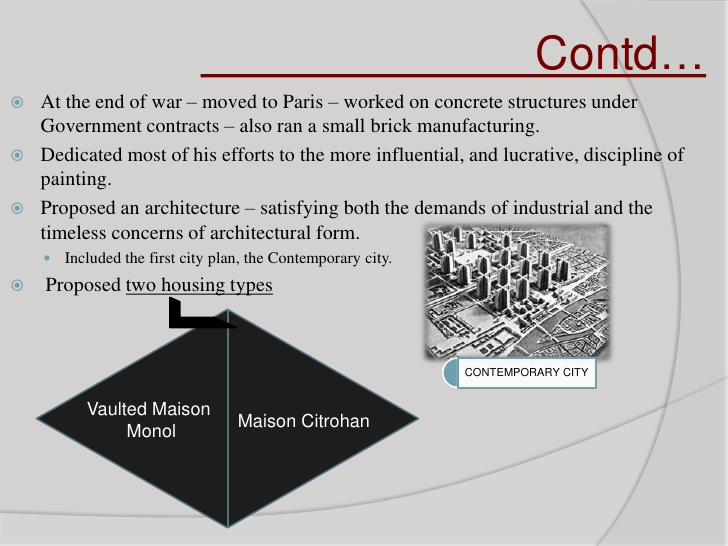 Contd…
At the end of war – moved to Paris – worked on concrete structures under
Government contracts – also ran a small brick manufacturing.
Dedicated most of his efforts to the more influential, and lucrative, discipline of
painting.
Proposed an architecture – satisfying both the demands of industrial and the
timeless concerns of architectural form.
Included the first city plan, the Contemporary city.
Proposed two housing types
CONTEMPORARY CITY
Vaulted Maison
Monol
Maison Citrohan